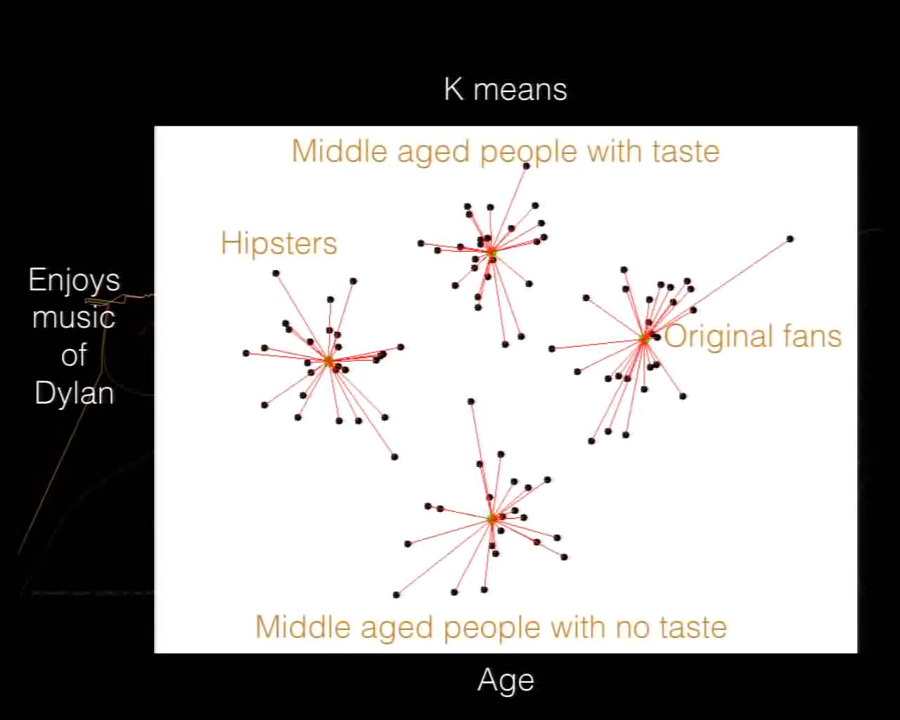 K means
Middle aged people with taste
Hipsters
Enjoys
music
of
Dylan
Original fans
Middle aged people with no taste
Age